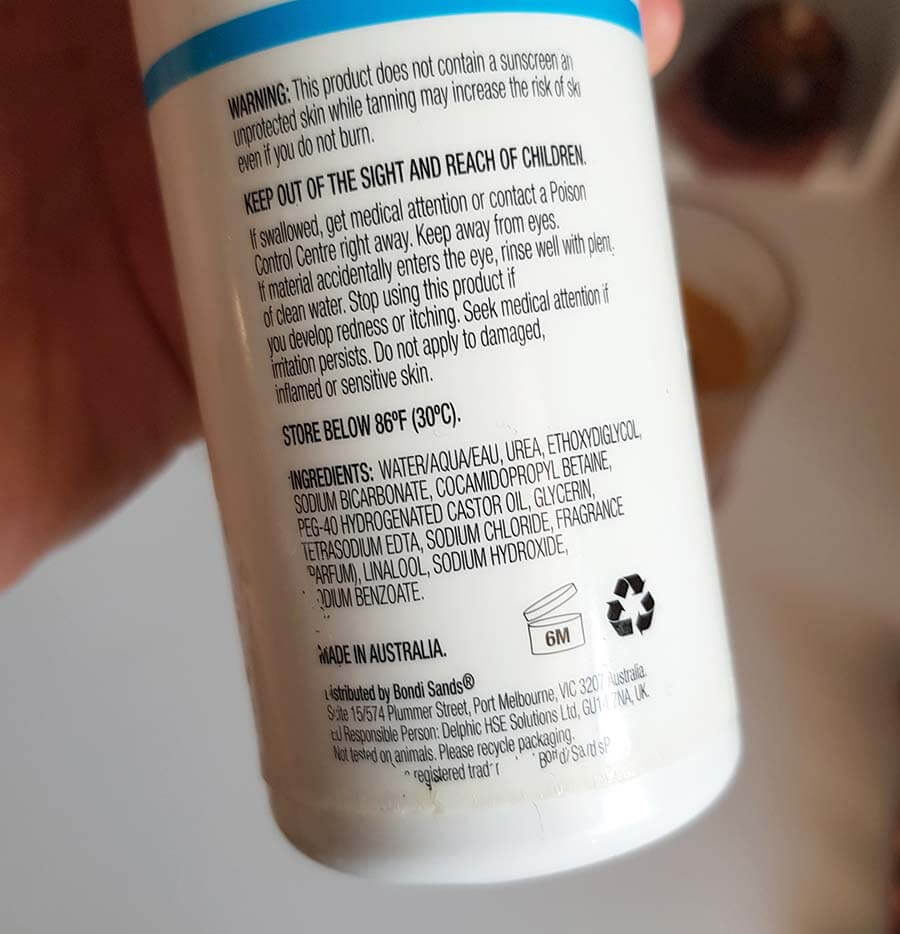 WARNING: This product does not contain a sunscreen an
unprotected skin while tanning may increase the risk of ski
even if you do not burn.
KEEP OUT OF THE SIGHT AND REACH OF CHILDREN.
If swallowed, get medical attention or contact a Poison
Control Centre right away. Keep away from eyes.
If material accidentally enters the eye, rinse well with plent
of clean water. Stop using this product if
you develop redness or itching. Seek medical attention if
irritation persists. Do not apply to damaged,
inflamed or sensitive skin.
STORE BELOW 86ºF (30ºC).
INGREDIENTS: WATER/AQUA/EAU, UREA, ETHOXYDIGLYCOL,
SODIUM BICARBONATE, COCAMIDOPROPYL BETAINE,
PEG-40 HYDROGENATED CASTOR OIL, GLYCERIN,
TETRASODIUM EDTA, SODIUM CHLORIDE, FRAGRANCE
PARFUM), LINALOOL, SODIUM HYDROXIDE,
ODIUM BENZOATE.
6M
MADE IN AUSTRALIA.
istributed by Bondi Sands®
Suite 15/574 Plummer Street, Port Melbourne, VIC 3207 Australia.
EU Responsible Person: Delphic HSE Solutions Ltd, GU14 7NA, UK.
Not tested on animals. Please recycle packaging.
registered Bondi Sands P